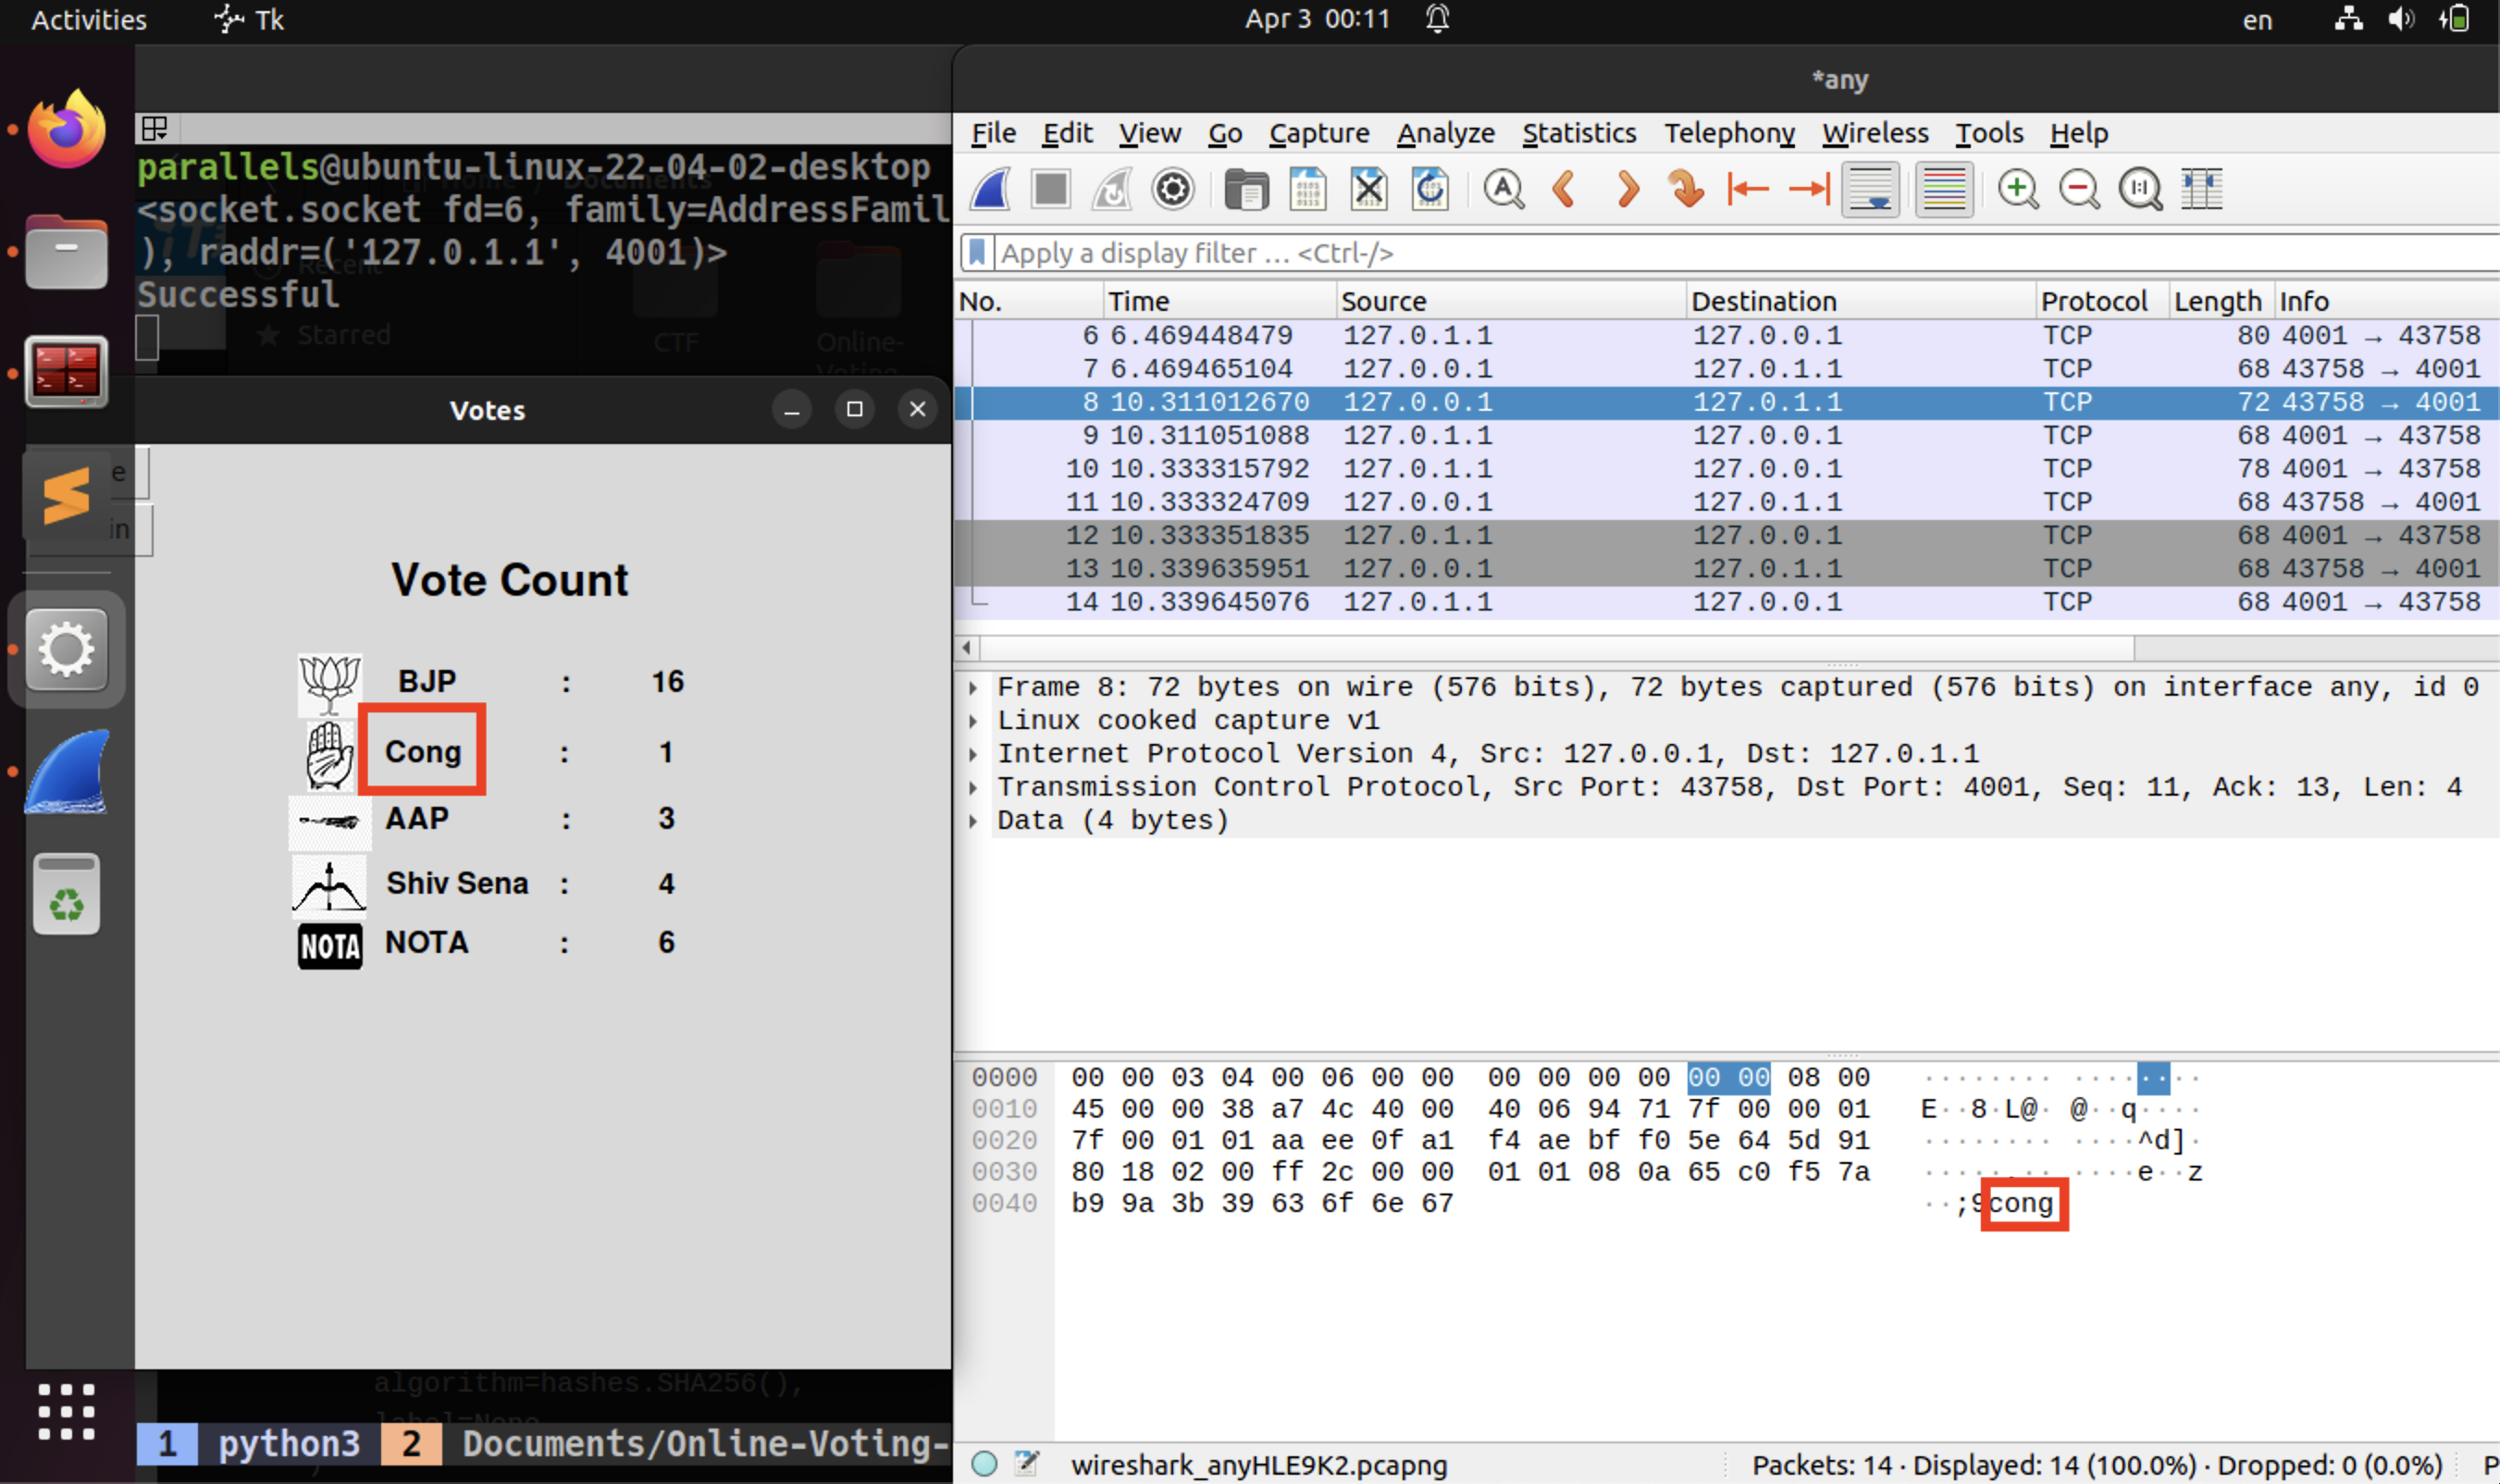 Activities Tk Apr 3 00:11 en
*any
File Edit View Go Capture Analyze Statistics Telephony Wireless Tools Help
parallels@ubuntu-linux-22-04-02-desktop
<socket.socket fd=6, family=AddressFamil
), raddr=('127.0.1.1', 4001)>
Successful
Recent
Starred
CTF
Online-
Voting
Apply a display filter … <Ctrl-/>
No. Time Source Destination Protocol Length Info
6 6.469448479 127.0.1.1 127.0.0.1 TCP 80 4001 → 43758
7 6.469465104 127.0.0.1 127.0.1.1 TCP 68 43758 → 4001
8 10.311012670 127.0.0.1 127.0.1.1 TCP 72 43758 → 4001
9 10.311051088 127.0.1.1 127.0.0.1 TCP 68 4001 → 43758
10 10.333315792 127.0.1.1 127.0.0.1 TCP 78 4001 → 43758
11 10.333324709 127.0.0.1 127.0.1.1 TCP 68 43758 → 4001
12 10.333351835 127.0.1.1 127.0.0.1 TCP 68 4001 → 43758
13 10.339635951 127.0.0.1 127.0.1.1 TCP 68 43758 → 4001
14 10.339645076 127.0.1.1 127.0.0.1 TCP 68 4001 → 43758
Votes
Vote Count
BJP : 16
Cong : 1
AAP : 3
Shiv Sena : 4
NOTA NOTA : 6
Frame 8: 72 bytes on wire (576 bits), 72 bytes captured (576 bits) on interface any, id 0
Linux cooked capture v1
Internet Protocol Version 4, Src: 127.0.0.1, Dst: 127.0.1.1
Transmission Control Protocol, Src Port: 43758, Dst Port: 4001, Seq: 11, Ack: 13, Len: 4
Data (4 bytes)
0000 00 00 03 04 00 06 00 00 00 00 00 00 00 00 08 00 ········ ········
0010 45 00 00 38 a7 4c 40 00 40 06 94 71 7f 00 00 01 E··8·L@· @··q····
0020 7f 00 01 01 aa ee 0f a1 f4 ae bf f0 5e 64 5d 91 ········ ····^d]·
0030 80 18 02 00 ff 2c 00 00 01 01 08 0a 65 c0 f5 7a ·····,·· ····e··z
0040 b9 9a 3b 39 63 6f 6e 67 ··;9cong
algorithm=hashes.SHA256(),
label=None
1 python3 2 Documents/Online-Voting-
wireshark_anyHLE9K2.pcapng Packets: 14 · Displayed: 14 (100.0%) · Dropped: 0 (0.0%)